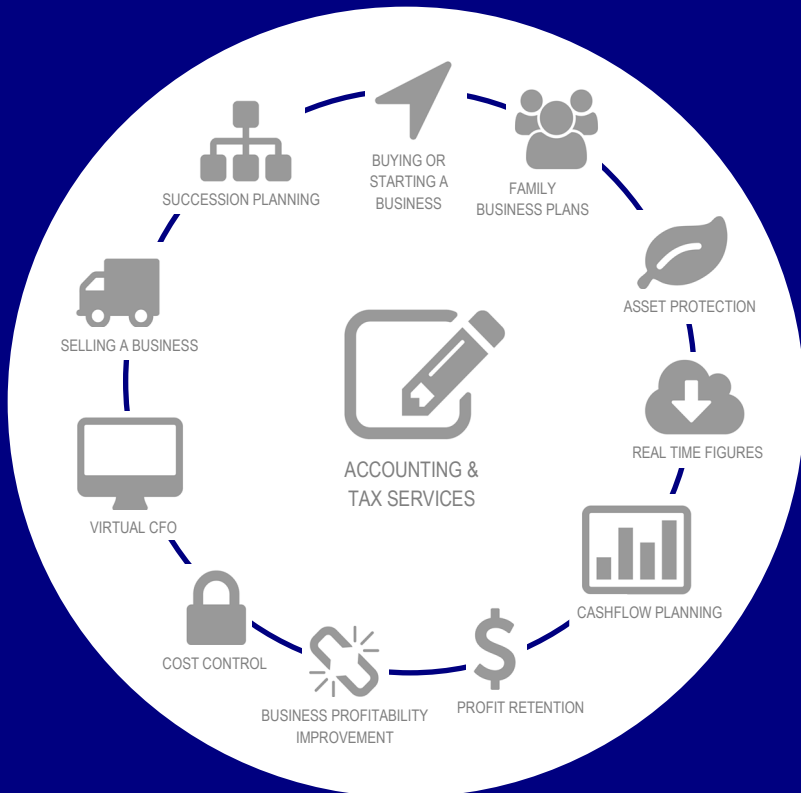 BUYING OR
STARTING A
BUSINESS
FAMILY
BUSINESS PLANS
ASSET PROTECTION
REAL TIME FIGURES
CASHFLOW PLANNING
PROFIT RETENTION
BUSINESS PROFITABILITY
IMPROVEMENT
COST CONTROL
VIRTUAL CFO
SELLING A BUSINESS
SUCCESSION PLANNING
ACCOUNTING &
TAX SERVICES